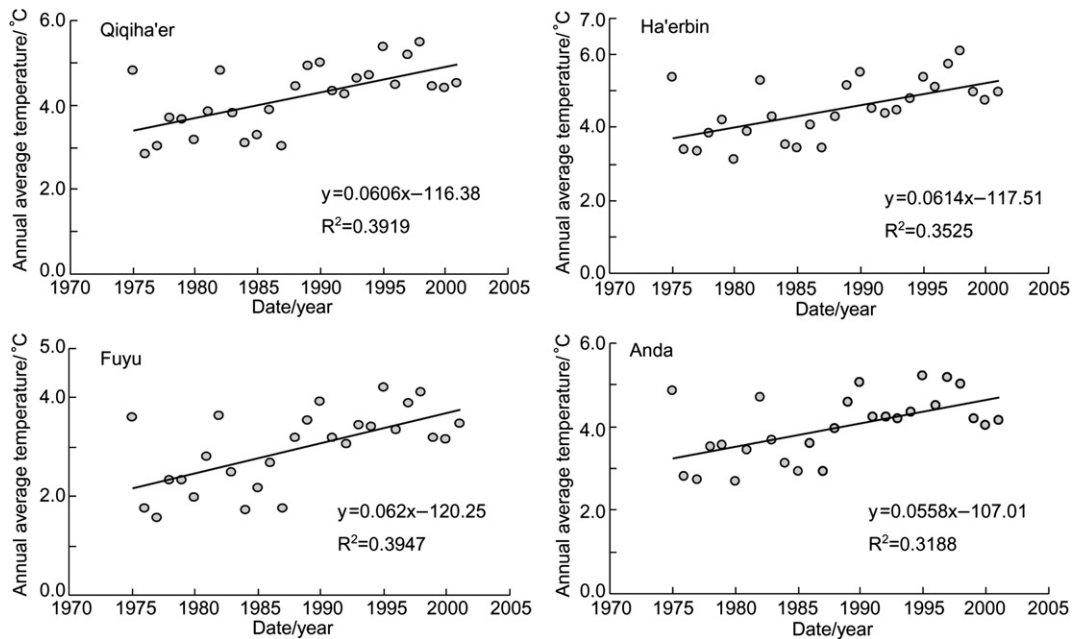 Annual average temperature/°C
6.0
4.0
2.0
0.0
Qiqiha'er
y=0.0606x−116.38
R²=0.3919
1970 1975 1980 1985 1990 1995 2000 2005
Date/year
Annual average temperature/°C
7.0
6.0
4.0
2.0
0.0
Ha'erbin
y=0.0614x−117.51
R²=0.3525
1970 1975 1980 1985 1990 1995 2000 2005
Date/year
Annual average temperature/°C
5.0
4.0
2.0
0.0
Fuyu
y=0.062x−120.25
R²=0.3947
1970 1975 1980 1985 1990 1995 2000 2005
Date/year
Annual average temperature/°C
6.0
4.0
2.0
0.0
Anda
y=0.0558x−107.01
R²=0.3188
1970 1975 1980 1985 1990 1995 2000 2005
Date/year